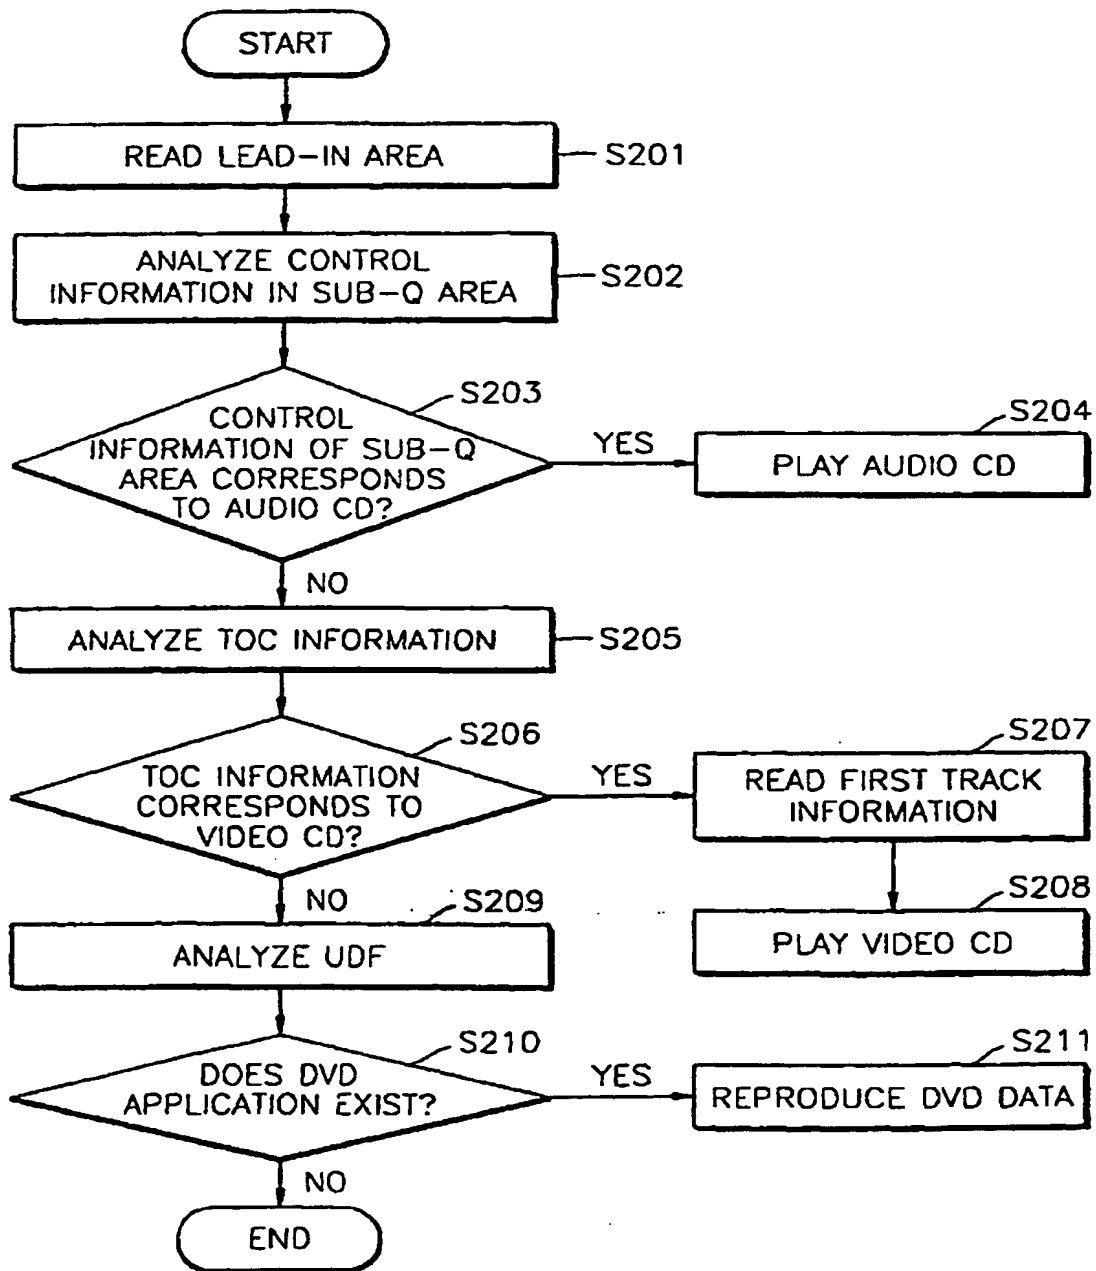 START
READ LEAD-IN AREA
S201
ANALYZE CONTROL
INFORMATION IN SUB-Q AREA
S202
S203
CONTROL
INFORMATION OF SUB-Q
AREA CORRESPONDS
TO AUDIO CD?
YES
S204
PLAY AUDIO CD
NO
ANALYZE TOC INFORMATION
S205
S206
TOC INFORMATION
CORRESPONDS TO
VIDEO CD?
YES
S207
READ FIRST TRACK
INFORMATION
S208
PLAY VIDEO CD
NO
S209
ANALYZE UDF
S210
DOES DVD
APPLICATION EXIST?
YES
S211
REPRODUCE DVD DATA
NO
END